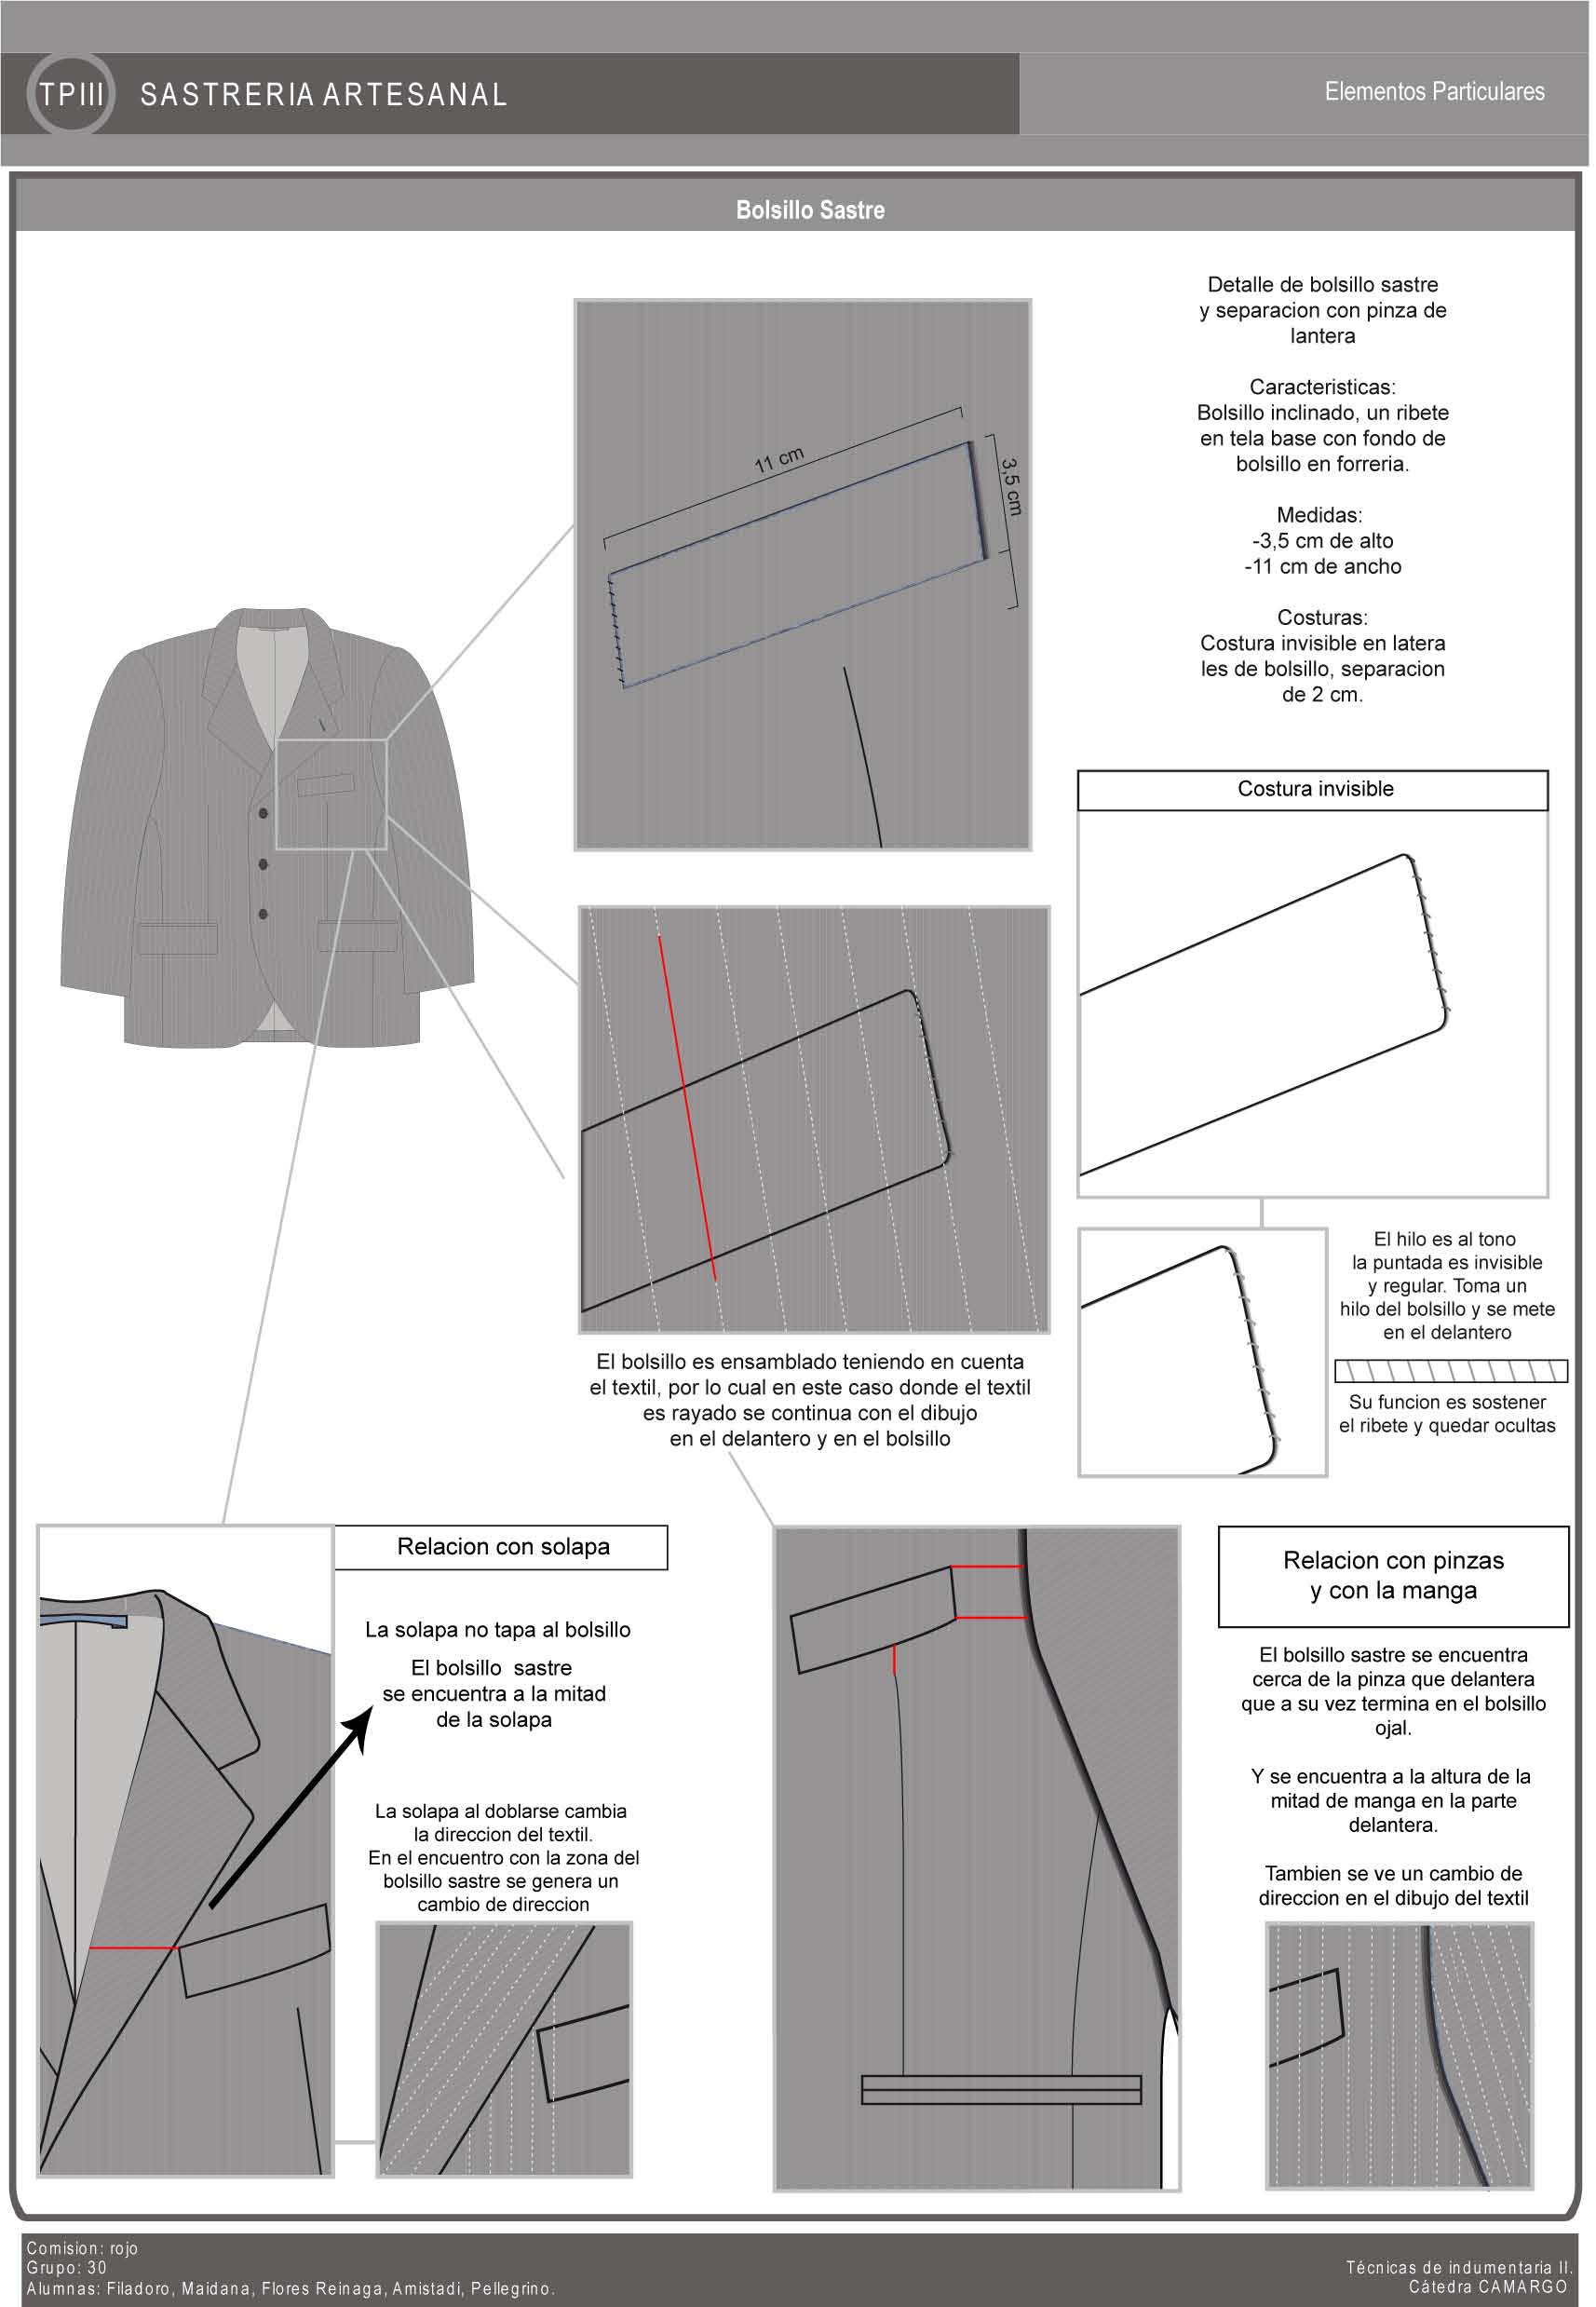 TPIII
SASTRERIA ARTESANAL
Elementos Particulares
Bolsillo Sastre
Detalle de bolsillo sastre
y separacion con pinza de
lantera
Caracteristicas:
Bolsillo inclinado, un ribete
en tela base con fondo de
bolsillo en forreria.
Medidas:
-3,5 cm de alto
-11 cm de ancho
Costuras:
Costura invisible en latera
les de bolsillo, separacion
de 2 cm.
11 cm
3,5 cm
Costura invisible
El hilo es al tono
la puntada es invisible
y regular. Toma un
hilo del bolsillo y se mete
en el delantero
Su funcion es sostener
el ribete y quedar ocultas
El bolsillo es ensamblado teniendo en cuenta
el textil, por lo cual en este caso donde el textil
es rayado se continua con el dibujo
en el delantero y en el bolsillo
Relacion con solapa
La solapa no tapa al bolsillo
El bolsillo sastre
se encuentra a la mitad
de la solapa
La solapa al doblarse cambia
la direccion del textil.
En el encuentro con la zona del
bolsillo sastre se genera un
cambio de direccion
Relacion con pinzas
y con la manga
El bolsillo sastre se encuentra
cerca de la pinza que delantera
que a su vez termina en el bolsillo
ojal.
Y se encuentra a la altura de la
mitad de manga en la parte
delantera.
Tambien se ve un cambio de
direccion en el dibujo del textil
Comision: rojo
Grupo: 30
Alumnas: Filadoro, Maidana, Flores Reinaga, Amistadi, Pellegrino.
Técnicas de indumentaria II.
Cátedra CAMARGO